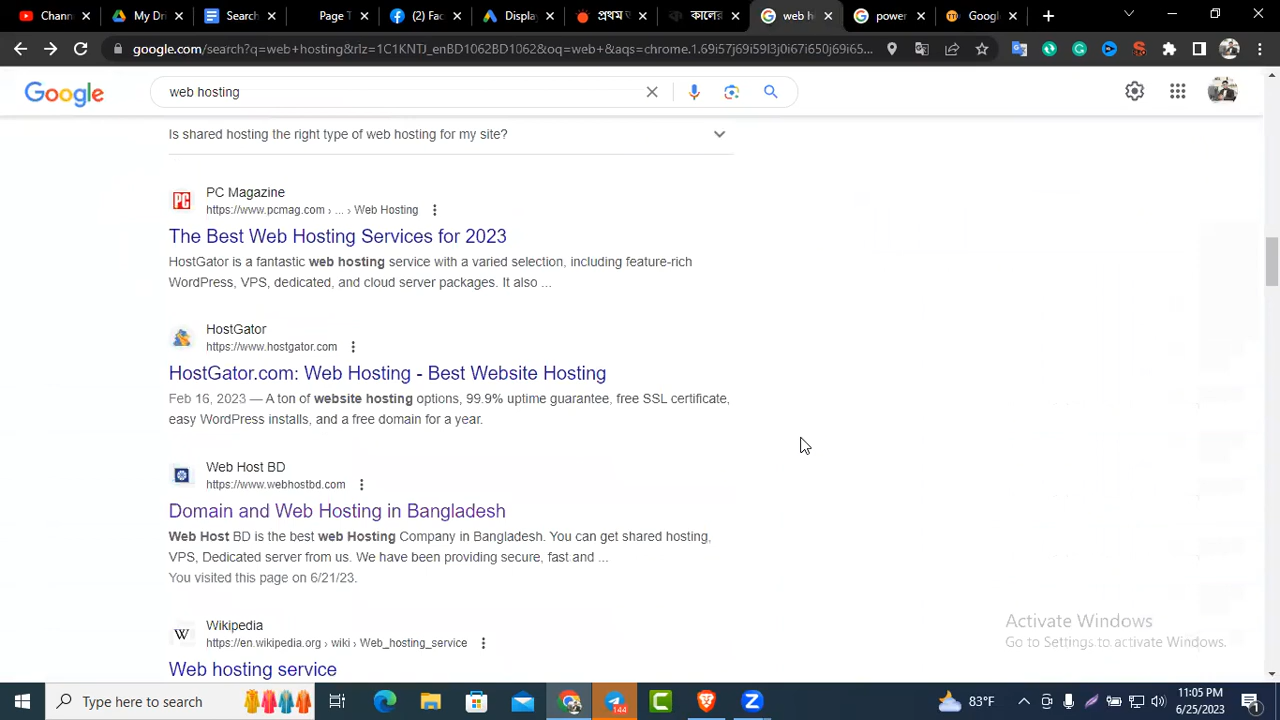 Chann
My Dri
Search
Page T
(2) Fac
Display
প্রথম
কালের
web h
power
Googl
google.com/search?q=web+hosting&rlz=1C1KNTJ_enBD1062BD1062&oq=web+&aqs=chrome.1.69i57j69i59l3j0i67i650j69i65...
Google
web hosting
Is shared hosting the right type of web hosting for my site?
PC Magazine
https://www.pcmag.com › ... › Web Hosting
The Best Web Hosting Services for 2023
HostGator is a fantastic web hosting service with a varied selection, including feature-rich
WordPress, VPS, dedicated, and cloud server packages. It also ...
HostGator
https://www.hostgator.com
HostGator.com: Web Hosting - Best Website Hosting
Feb 16, 2023 — A ton of website hosting options, 99.9% uptime guarantee, free SSL certificate,
easy WordPress installs, and a free domain for a year.
Web Host BD
https://www.webhostbd.com
Domain and Web Hosting in Bangladesh
Web Host BD is the best web Hosting Company in Bangladesh. You can get shared hosting,
VPS, Dedicated server from us. We have been providing secure, fast and ...
You visited this page on 6/21/23.
Wikipedia
https://en.wikipedia.org › wiki › Web_hosting_service
Web hosting service
Activate Windows
Go to Settings to activate Windows.
Type here to search
144
83°F
11:05 PM
6/25/2023
1